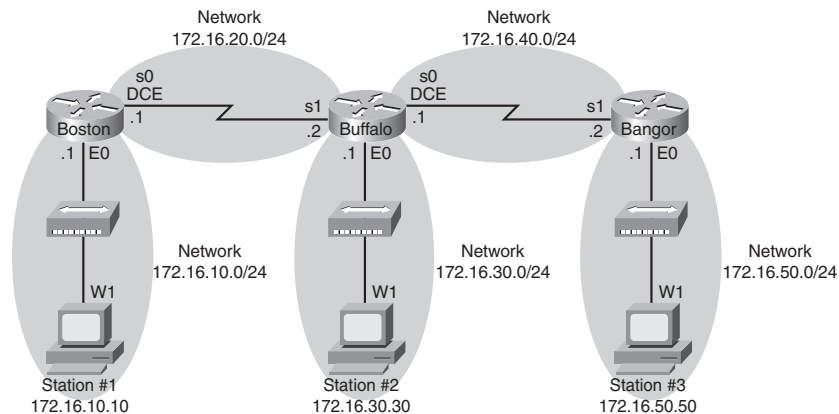 Network
172.16.20.0/24
Network
172.16.40.0/24
s0
DCE
.1
s1
.2
s0
DCE
.1
s1
.2
Boston
Buffalo
Bangor
.1 E0
.1 E0
.1 E0
Network
172.16.10.0/24
Network
172.16.30.0/24
Network
172.16.50.0/24
W1
W1
W1
Station #1
172.16.10.10
Station #2
172.16.30.30
Station #3
172.16.50.50